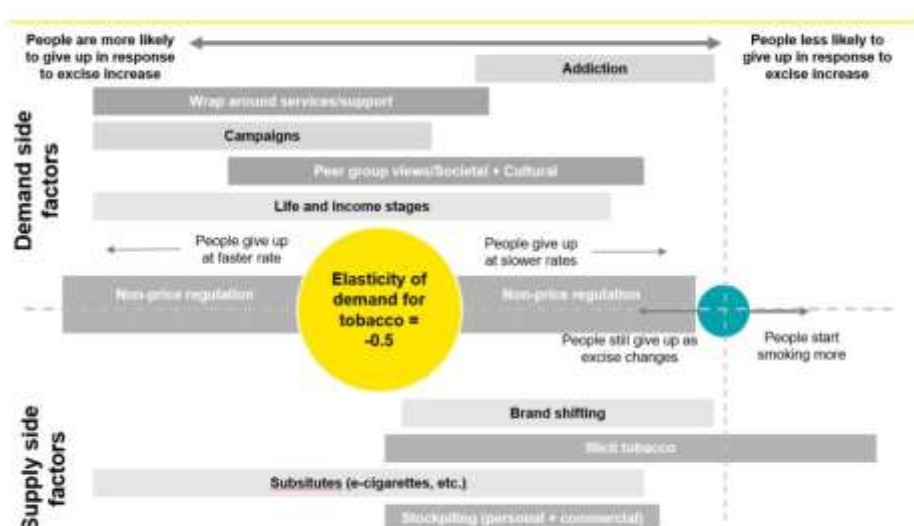 People are more likely
to give up in response
to excise increase
People less likely to
give up in response to
excise increase
Addiction
Wrap around services/support
Campaigns
Peer group views/Societal + Cultural
Life and income stages
Demand side
factors
People give up
at faster rate
People give up
at slower rates
Non-price regulation
Elasticity of
demand for
tobacco =
-0.5
Non-price regulation
People still give up as
excise changes
People start
smoking more
Supply side
factors
Brand shifting
Illicit tobacco
Subsitutes (e-cigarettes, etc.)
Stockpiling (personal + commercial)